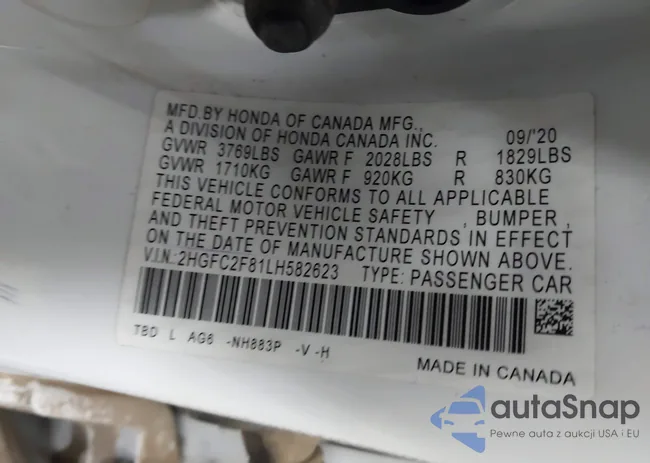 MFD. BY HONDA OF CANADA MFG.,
A DIVISION OF HONDA CANADA INC. 09/'20
GVWR 3769LBS GAWR F 2028LBS R 1829LBS
GVWR 1710KG GAWR F 920KG R 830KG
THIS VEHICLE CONFORMS TO ALL APPLICABLE
FEDERAL MOTOR VEHICLE SAFETY , BUMPER ,
AND THEFT PREVENTION STANDARDS IN EFFECT
ON THE DATE OF MANUFACTURE SHOWN ABOVE.
V.I.N.:2HGFC2F81LH582623 TYPE: PASSENGER CAR
TBD L AG6 -NH883P -V -H
MADE IN CANADA
autaSnap
Pewne auta z aukcji USA i EU